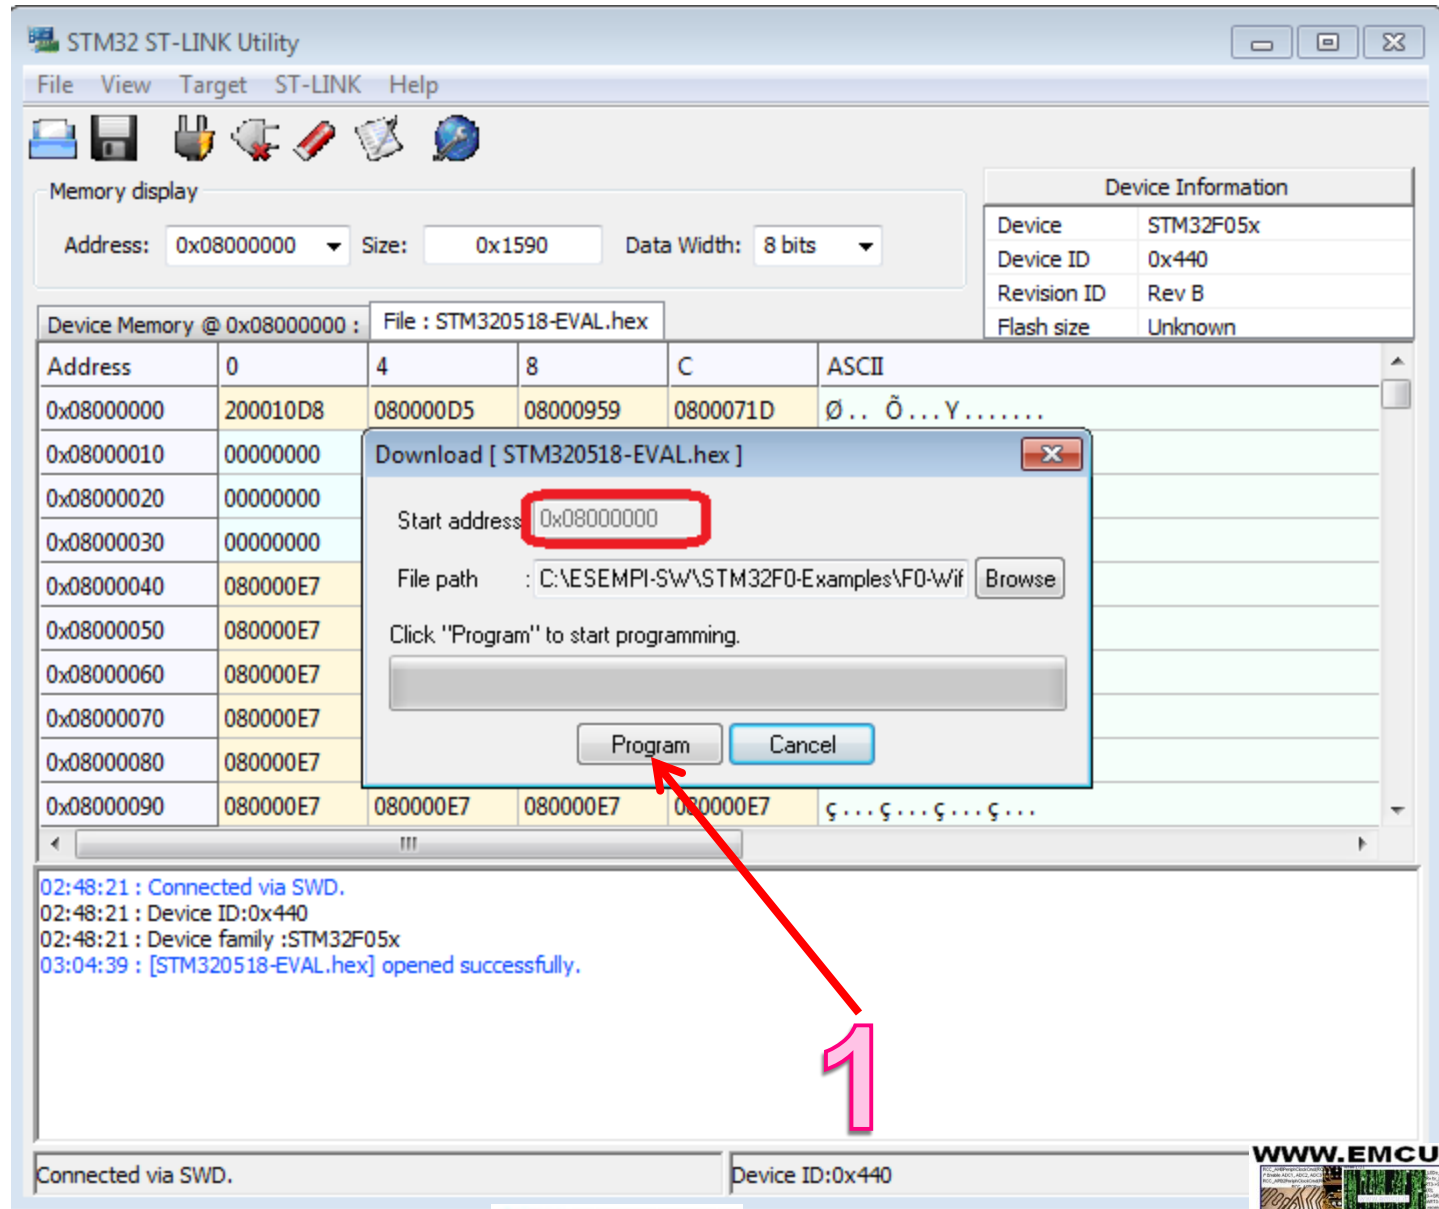 STM32 ST-LINK Utility
File View Target ST-LINK Help
Memory display
Address: 0x08000000 Size: 0x1590 Data Width: 8 bits
Device Information
Device STM32F05x
Device ID 0x440
Revision ID Rev B
Flash size Unknown
Device Memory @ 0x08000000 : File : STM320518-EVAL.hex
Address 0 4 8 C ASCII
0x08000000 200010D8 080000D5 08000959 0800071D Ø.. Õ...Y.......
0x08000010 00000000
0x08000020 00000000
0x08000030 00000000
0x08000040 080000E7
0x08000050 080000E7
0x08000060 080000E7
0x08000070 080000E7
0x08000080 080000E7
0x08000090 080000E7 080000E7 080000E7 080000E7 ç...ç...ç...ç...
Download [ STM320518-EVAL.hex ]
Start address 0x08000000
File path : C:\ESEMPI-SW\STM32F0-Examples\F0-Wif Browse
Click "Program" to start programming.
Program Cancel
02:48:21 : Connected via SWD.
02:48:21 : Device ID:0x440
02:48:21 : Device family :STM32F05x
03:04:39 : [STM320518-EVAL.hex] opened successfully.
1
Connected via SWD. Device ID:0x440
WWW.EMCU